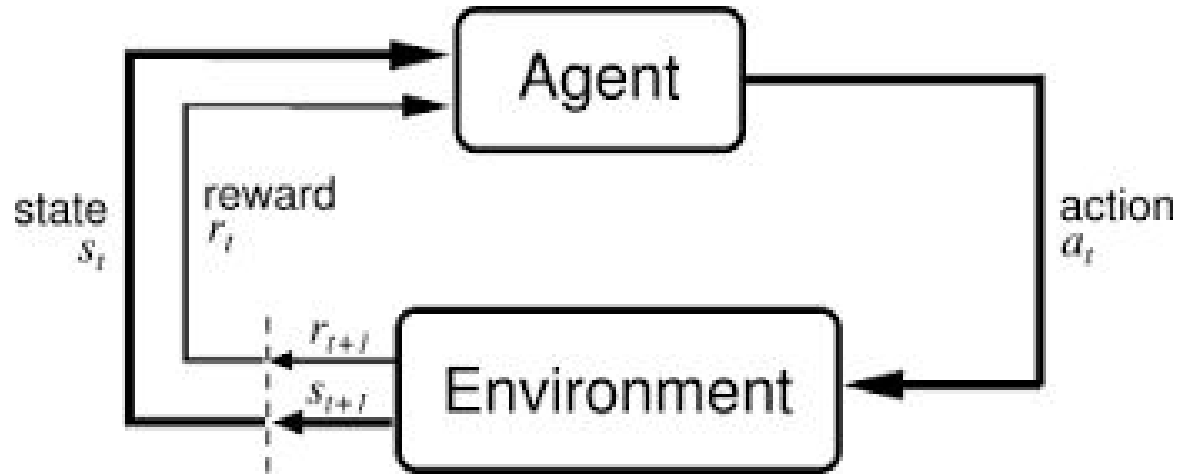 Agent
state
s_t
reward
r_t
action
a_t
r_{t+1}
s_{t+1}
Environment